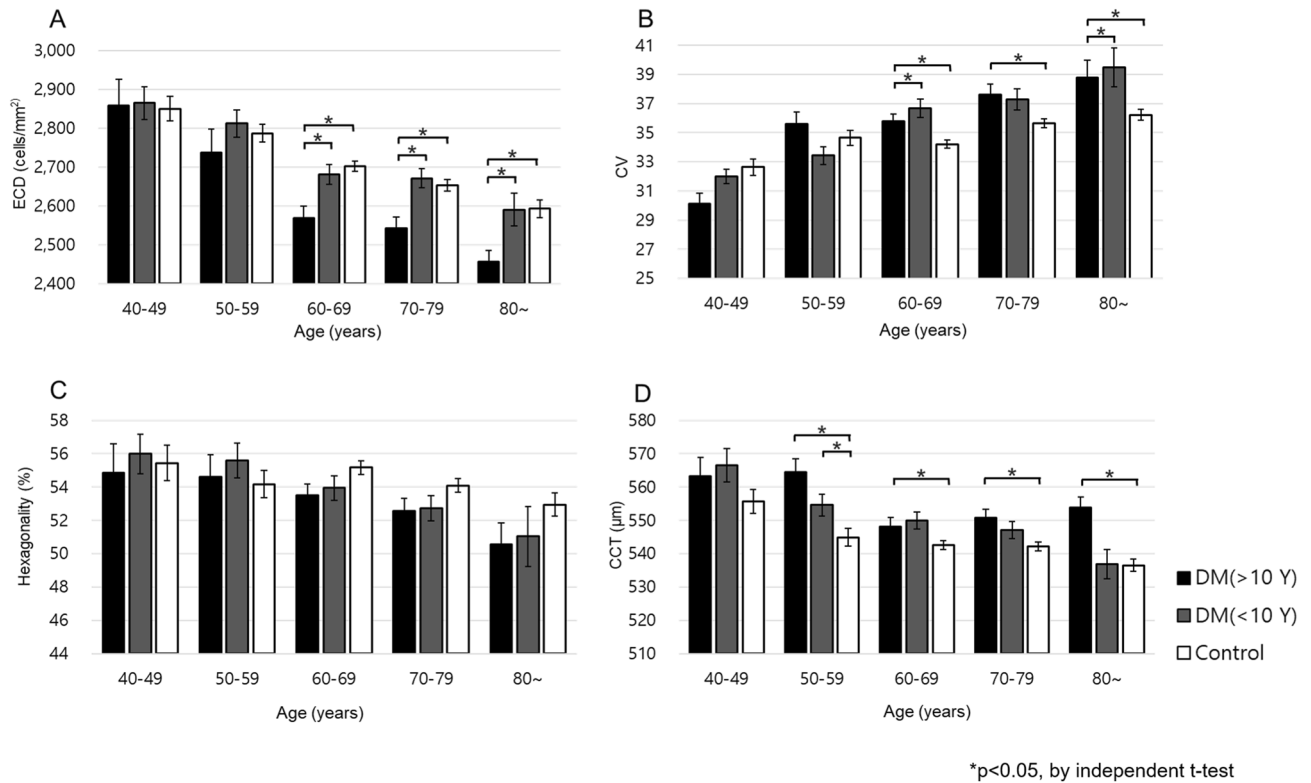 A
3,000
2,900
2,800
2,700
2,600
2,500
2,400
ECD (cells/mm²)
* * * * * *
40-49 50-59 60-69 70-79 80~
Age (years)
B
41
39
37
35
33
31
29
27
25
CV
* * * * *
40-49 50-59 60-69 70-79 80~
Age (years)
C
58
56
54
52
50
48
46
44
Hexagonality (%)
40-49 50-59 60-69 70-79 80~
Age (years)
D
580
570
560
550
540
530
520
510
CCT (μm)
* * * * *
40-49 50-59 60-69 70-79 80~
Age (years)
DM(>10 Y)
DM(<10 Y)
Control
*p<0.05, by independent t-test